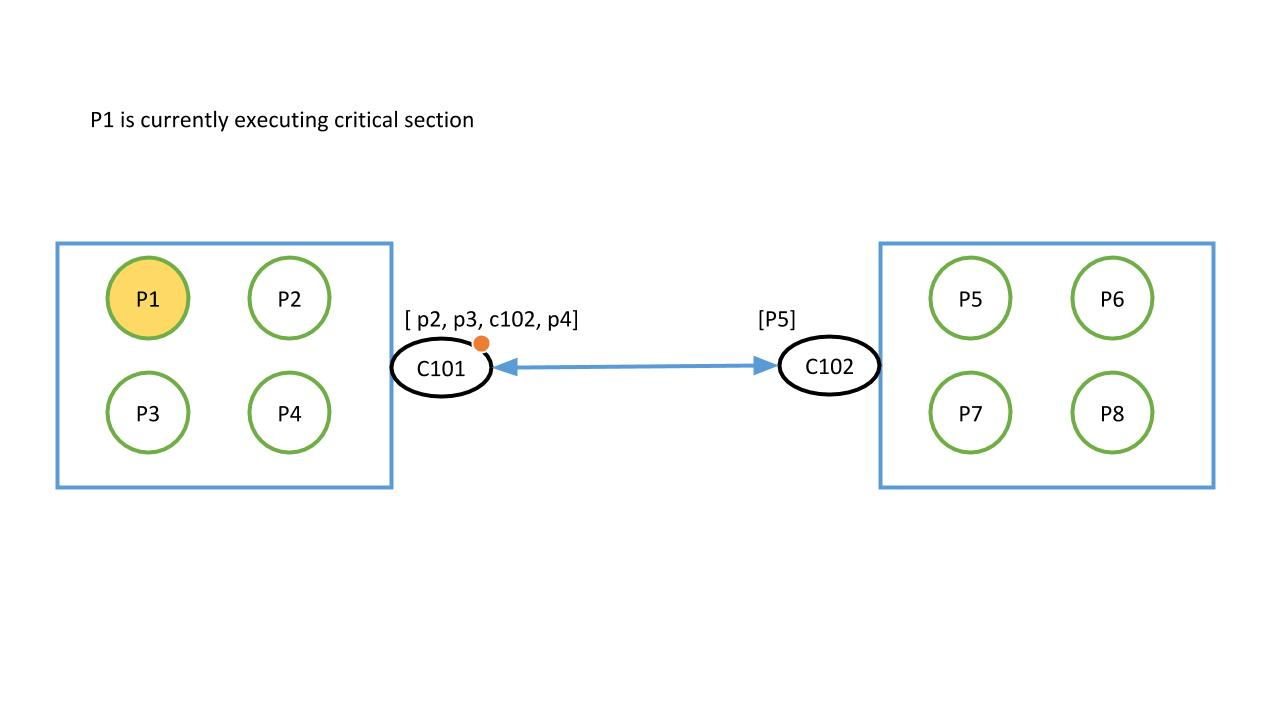 P1 is currently executing critical section
P1
P2
P5
P6
[ p2, p3, c102, p4]
[P5]
C101
C102
P3
P4
P7
P8